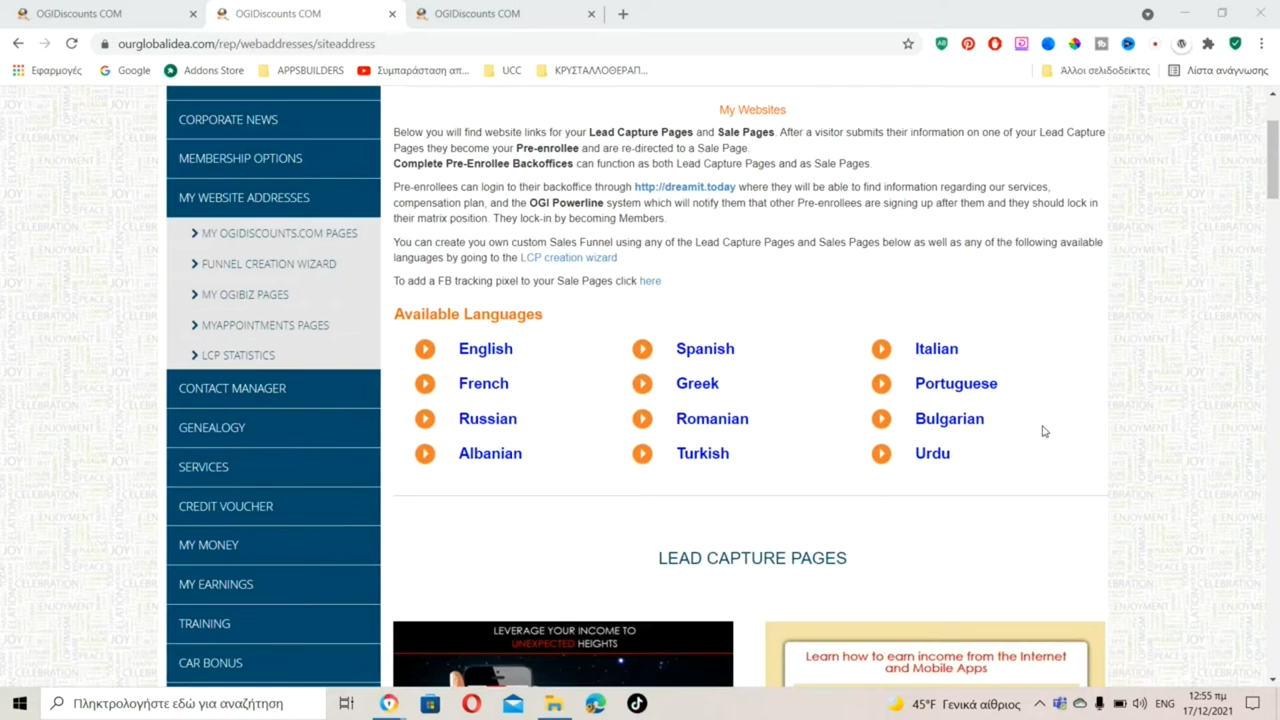 OGIDiscounts COM
OGIDiscounts COM
OGIDiscounts COM
ourglobalidea.com/rep/webaddresses/siteaddress
Εφαρμογές
Google
Addons Store
APPSBUILDERS
Συμπαράσταση απ...
UCC
ΚΡΥΣΤΑΛΛΟΘΕΡΑΠ...
Άλλοι σελιδοδείκτες
Λίστα ανάγνωσης
CORPORATE NEWS
MEMBERSHIP OPTIONS
MY WEBSITE ADDRESSES
MY OGIDISCOUNTS.COM PAGES
FUNNEL CREATION WIZARD
MY OGIBIZ PAGES
MYAPPOINTMENTS PAGES
LCP STATISTICS
CONTACT MANAGER
GENEALOGY
SERVICES
CREDIT VOUCHER
MY MONEY
MY EARNINGS
TRAINING
CAR BONUS
My Websites
Below you will find website links for your Lead Capture Pages and Sale Pages. After a visitor submits their information on one of your Lead Capture
Pages they become your Pre-enrollee and are re-directed to a Sale Page.
Complete Pre-Enrollee Backoffices can function as both Lead Capture Pages and as Sale Pages.
Pre-enrollees can login to their backoffice through http://dreamit.today where they will be able to find information regarding our services,
compensation plan, and the OGI Powerline system which will notify them that other Pre-enrollees are signing up after them and they should lock in
their matrix position. They lock-in by becoming Members.
You can create you own custom Sales Funnel using any of the Lead Capture Pages and Sales Pages below as well as any of the following available
languages by going to the LCP creation wizard
To add a FB tracking pixel to your Sale Pages click here
Available Languages
English
Spanish
Italian
French
Greek
Portuguese
Russian
Romanian
Bulgarian
Albanian
Turkish
Urdu
LEAD CAPTURE PAGES
LEVERAGE YOUR INCOME TO
UNEXPECTED HEIGHTS
Learn how to earn income from the Internet
and Mobile Apps
Πληκτρολογήστε εδώ για αναζήτηση
45°F Γενικά αίθριος
ENG
12:55 πμ
17/12/2021